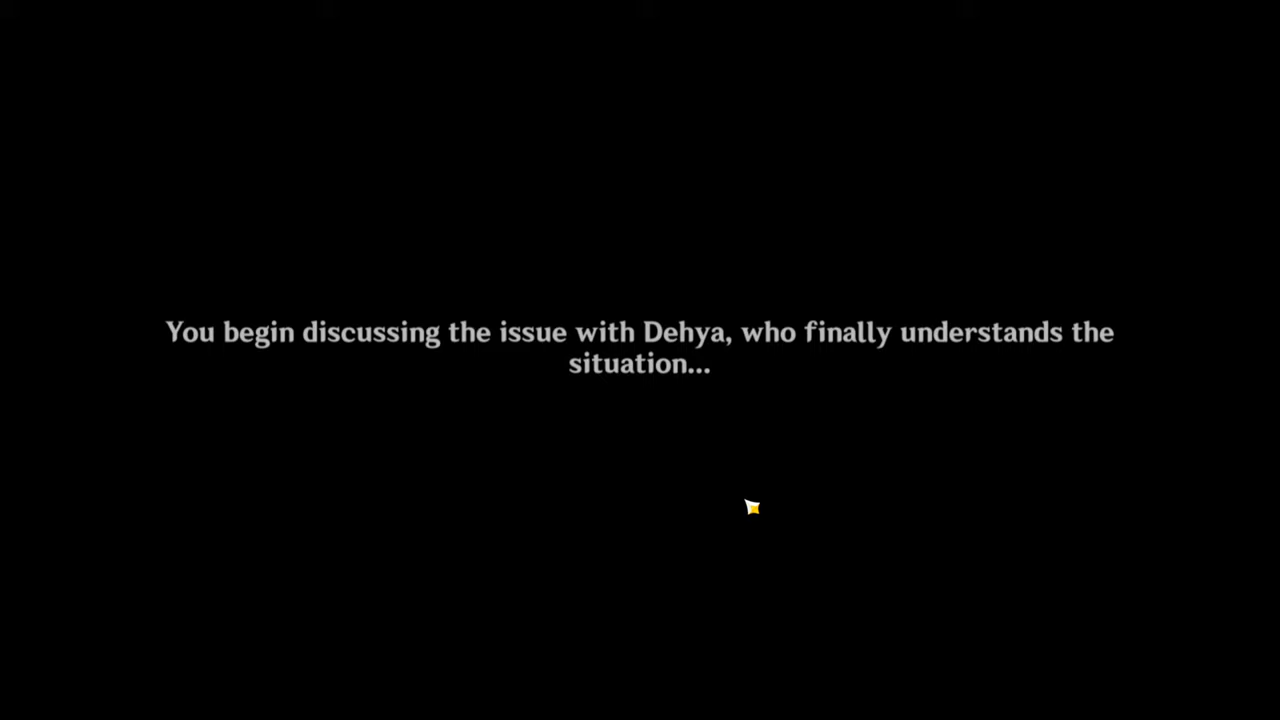 You begin discussing the issue with Dehya, who finally understands the
situation...